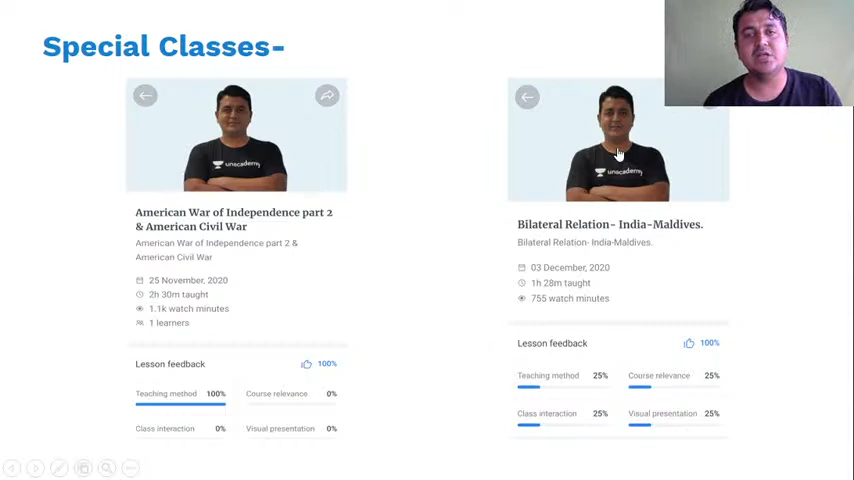 Special Classes-
unacademy
American War of Independence part 2
& American Civil War
American War of Independence part 2 &
American Civil War
25 November, 2020
2h 30m taught
1.1k watch minutes
1 learners
Lesson feedback 100%
Teaching method 100% Course relevance 0%
Class interaction 0% Visual presentation 0%
unacademy
Bilateral Relation- India-Maldives.
Bilateral Relation- India-Maldives.
03 December, 2020
1h 28m taught
755 watch minutes
Lesson feedback 100%
Teaching method 25% Course relevance 25%
Class interaction 25% Visual presentation 25%